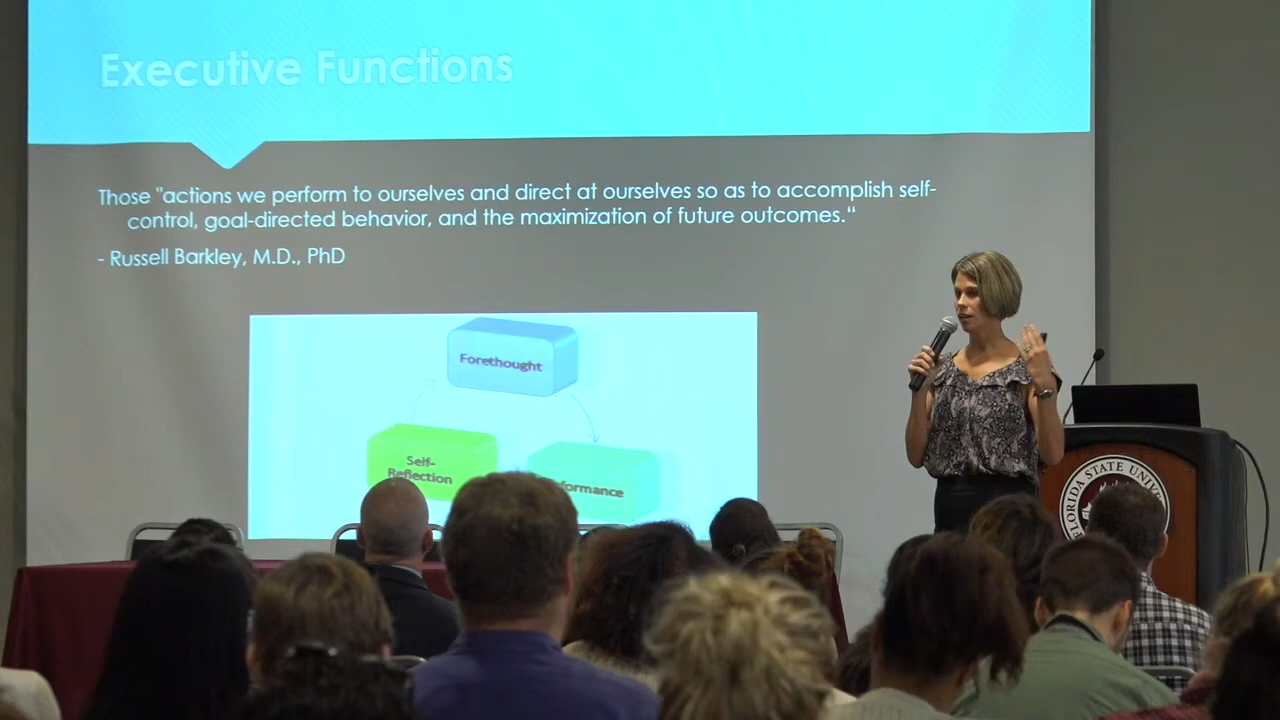 Executive Functions
Those "actions we perform to ourselves and direct at ourselves so as to accomplish self-
control, goal-directed behavior, and the maximization of future outcomes.“
- Russell Barkley, M.D., PhD
Forethought
Self-
Reflection
FLORIDA STATE